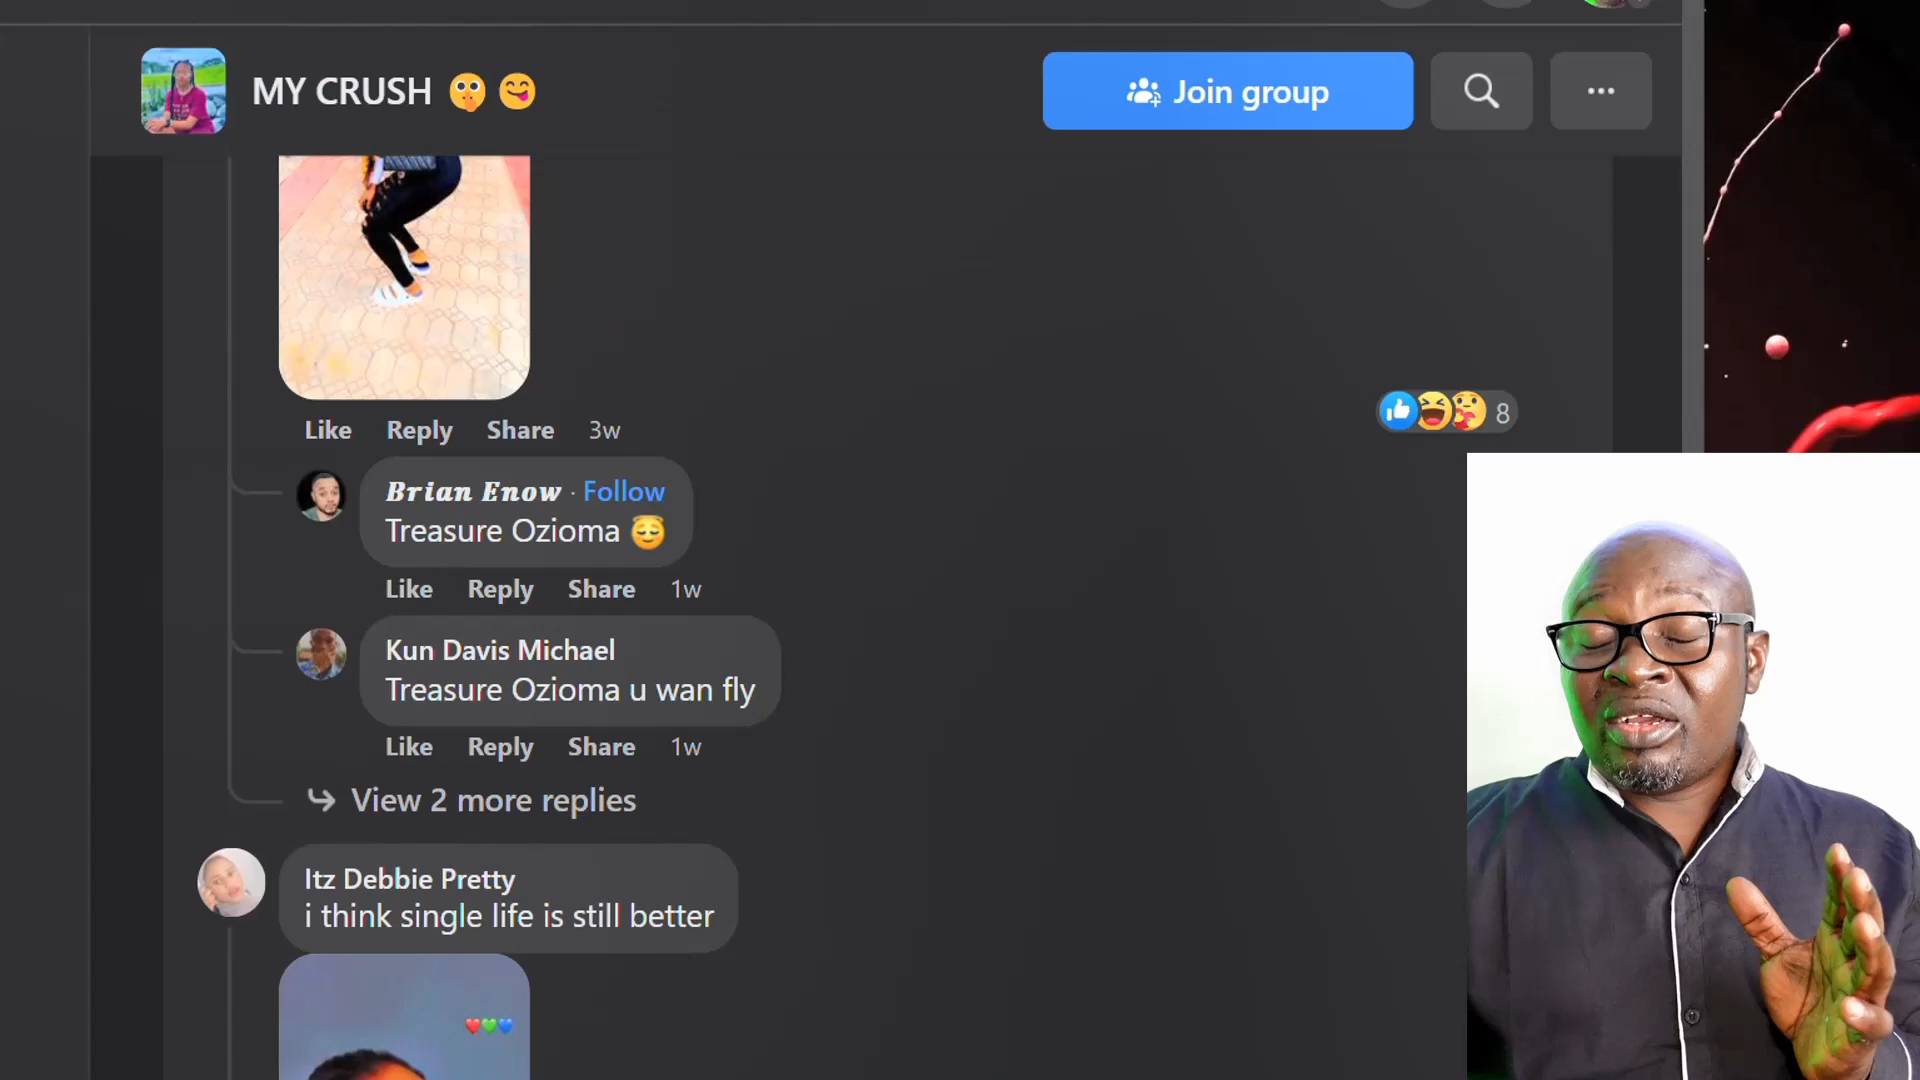 MY CRUSH 🤫 😋
Join group
Like Reply Share 3w
8
Brian Enow · Follow
Treasure Ozioma 😇
Like Reply Share 1w
Kun Davis Michael
Treasure Ozioma u wan fly
Like Reply Share 1w
View 2 more replies
Itz Debbie Pretty
i think single life is still better